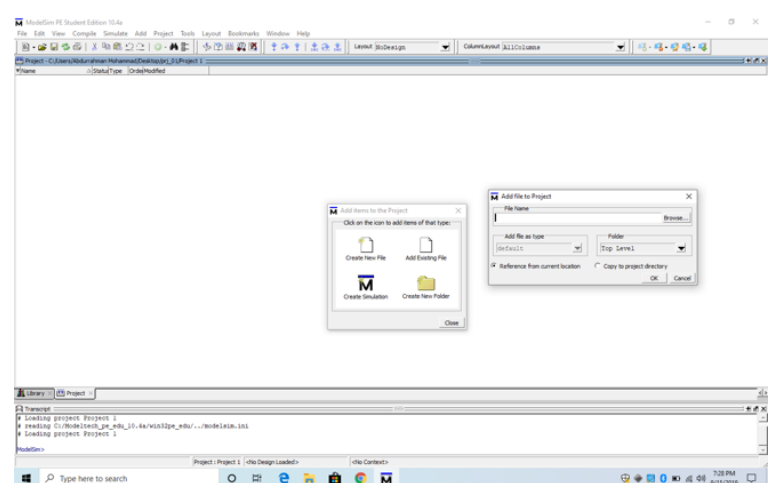 ModelSim PE Student Edition 10.4a
File Edit View Compile Simulate Add Project Tools Layout Bookmarks Window Help
Layout NoDesign
ColumnLayout AllColumns
Project - C:/Users/Abdurrahman Mohammad/Desktop/prj_51/Project 1
Name Status Type Order Modified
Add items to the Project
Click on the icon to add items of that type:
Create New File Add Existing File
Create Simulation Create New Folder
Close
Add file to Project
File Name
Browse...
Add file as type
default
Folder
Top Level
Reference from current location Copy to project directory
OK Cancel
Library Project
Transcript
# Loading project Project 1
# reading C:/Modeltech_pe_edu_10.4a/win32pe_edu/../modelsim.ini
# Loading project Project 1
ModelSim>
Project : Project 1 <No Design Loaded> <No Context>
Type here to search
7:28 PM